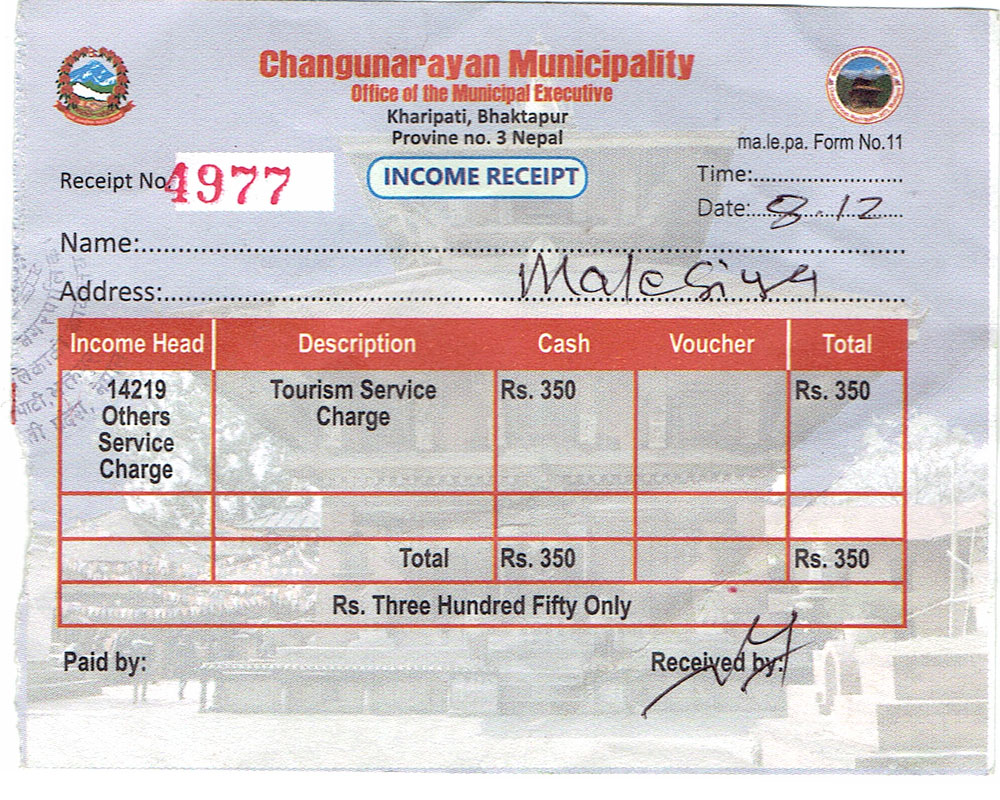 Changunarayan Municipality
Office of the Municipal Executive
Kharipati, Bhaktapur
Provine no. 3 Nepal
ma.le.pa. Form No.11
Receipt No 4977
INCOME RECEIPT
Time:
Date: 8.12
Name:
Address: Malesiya
Income Head Description Cash Voucher Total
14219 Others Service Charge Tourism Service Charge Rs. 350 Rs. 350
Total Rs. 350 Rs. 350
Rs. Three Hundred Fifty Only
Paid by: Received by: